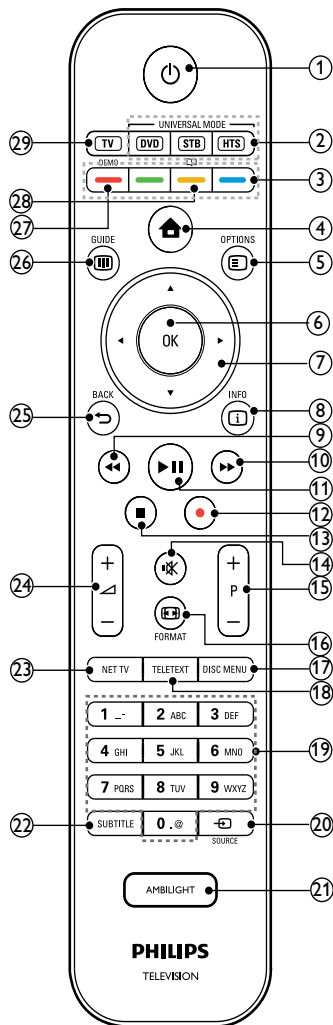 1
UNIVERSAL MODE
29 TV DVD STB HTS 2
DEMO
3
28
27
4
GUIDE OPTIONS
26 5
6
OK
7
BACK INFO
25 8
9
10
11
12
13
14
+ +
24 P 15
− −
FORMAT 16
23 NET TV TELETEXT DISC MENU 17
18
1 _- 2 ABC 3 DEF
4 GHI 5 JKL 6 MNO 19
7 PQRS 8 TUV 9 WXYZ
22 SUBTITLE 0 .@ 20
SOURCE
AMBILIGHT 21
PHILIPS
TELEVISION